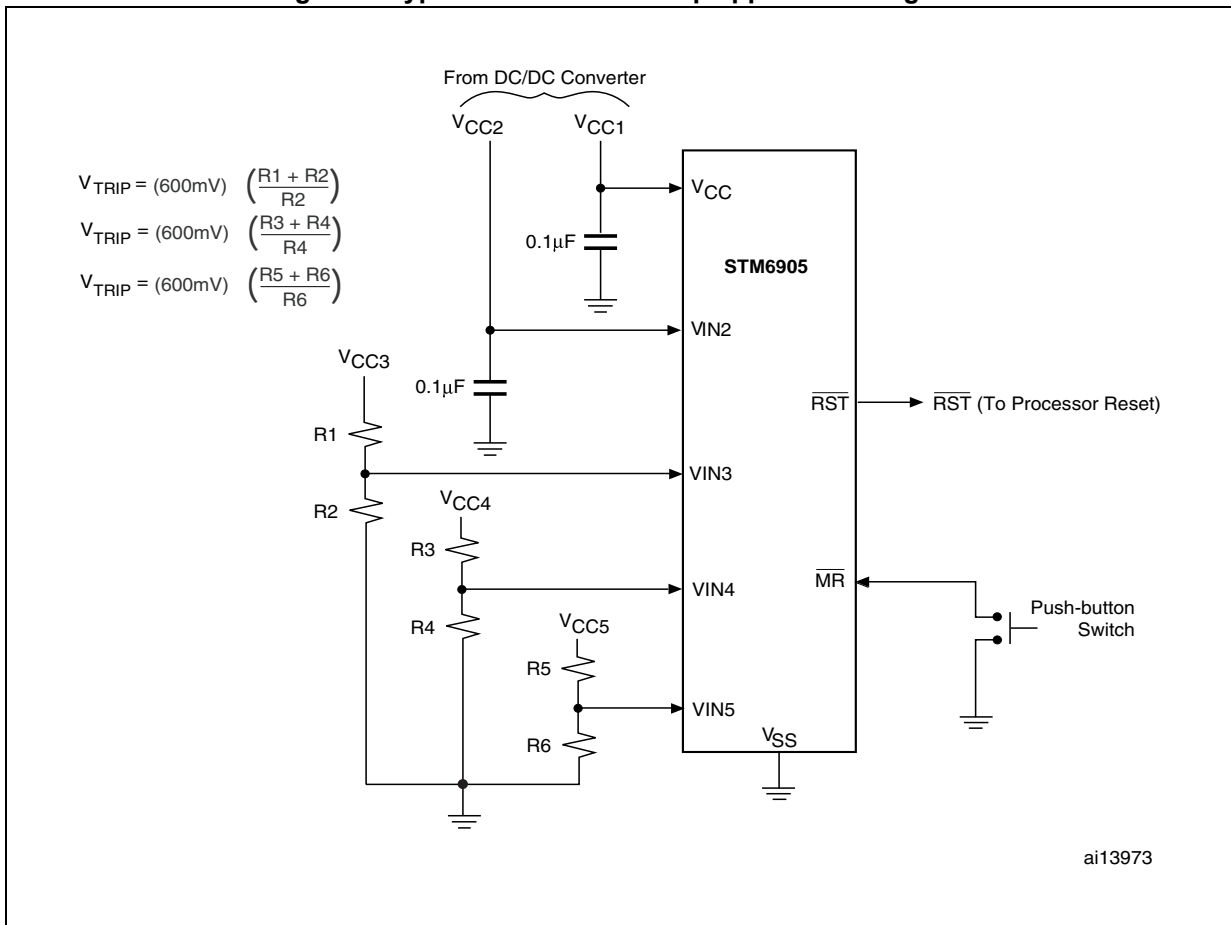 From DC/DC Converter
VCC2
VCC1
VTRIP = (600mV) (R1 + R2 / R2)
VTRIP = (600mV) (R3 + R4 / R4)
VTRIP = (600mV) (R5 + R6 / R6)
VCC
0.1µF
STM6905
VIN2
VCC3
0.1µF
RST
RST (To Processor Reset)
R1
VIN3
R2
VCC4
R3
MR
VIN4
Push-button
Switch
R4
VCC5
R5
VIN5
R6
VSS
ai13973